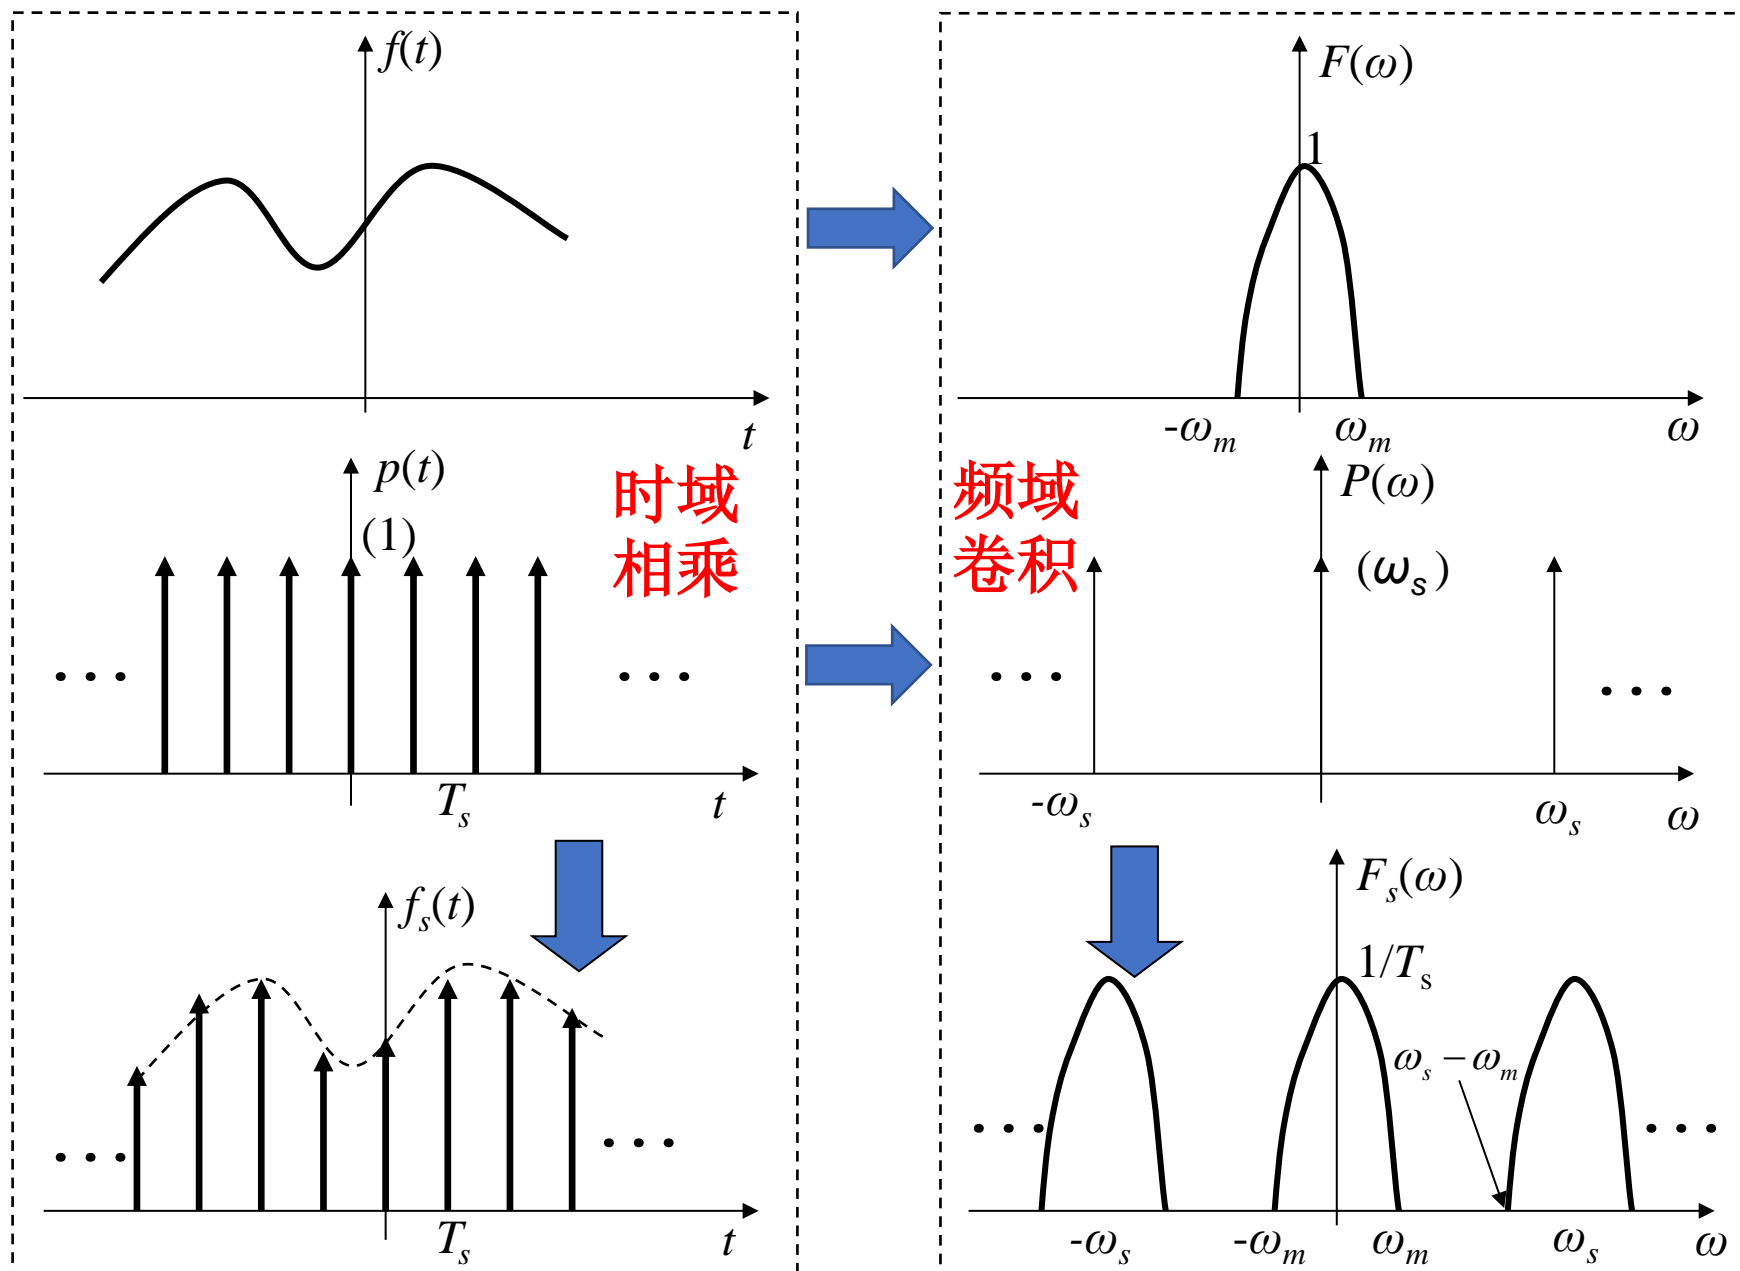 f(t)
t
p(t)
(1)
时域
相乘
T_s
t
f_s(t)
T_s
t
F(ω)
1
-ω_m
ω_m
ω
P(ω)
频域
卷积
(ω_s)
-ω_s
ω_s
ω
F_s(ω)
1/T_s
ω_s − ω_m
-ω_s
-ω_m
ω_m
ω_s
ω